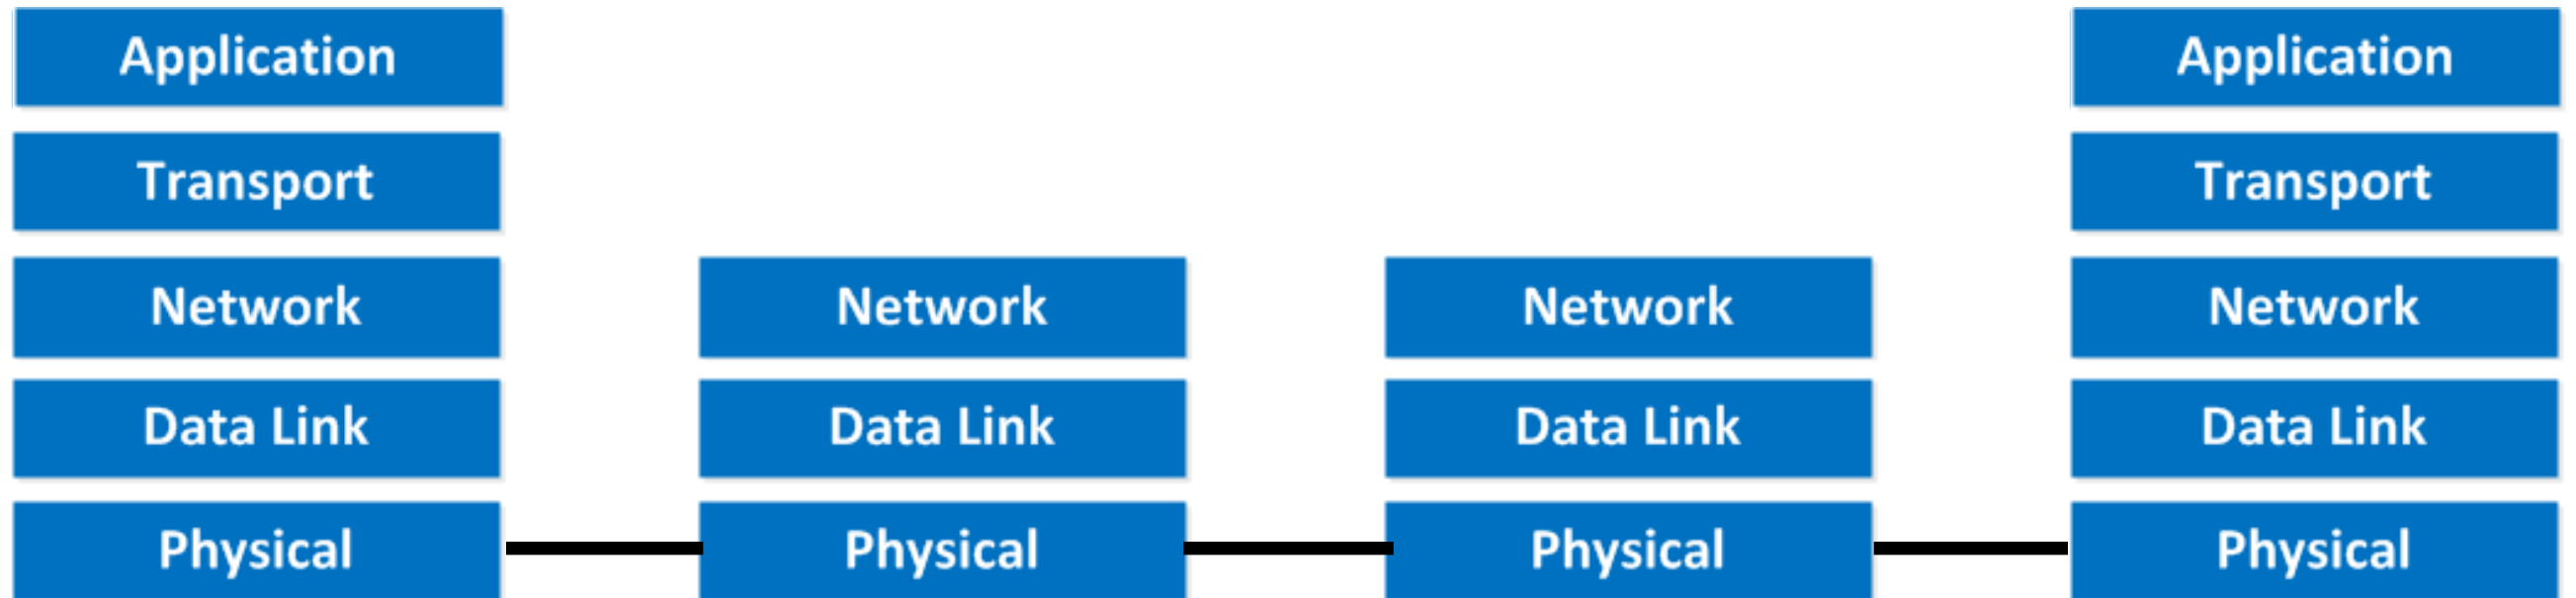 Application
Transport
Network
Data Link
Physical
Network
Data Link
Physical
Network
Data Link
Physical
Application
Transport
Network
Data Link
Physical